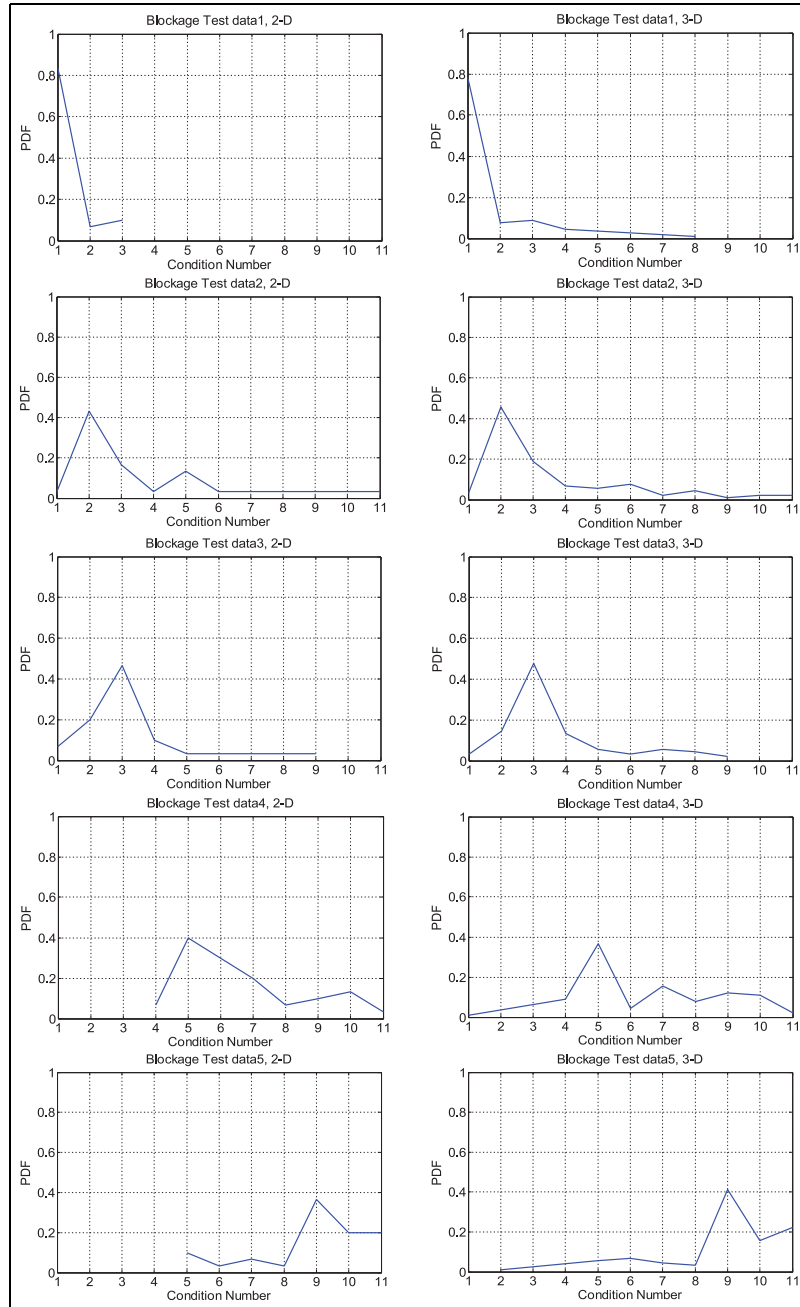 Blockage Test data1, 2-D
1
0.8
0.6
0.4
0.2
0
PDF
1 2 3 4 5 6 7 8 9 10 11
Condition Number
Blockage Test data1, 3-D
1
0.8
0.6
0.4
0.2
0
PDF
1 2 3 4 5 6 7 8 9 10 11
Condition Number
Blockage Test data2, 2-D
1
0.8
0.6
0.4
0.2
0
PDF
1 2 3 4 5 6 7 8 9 10 11
Condition Number
Blockage Test data2, 3-D
1
0.8
0.6
0.4
0.2
0
PDF
1 2 3 4 5 6 7 8 9 10 11
Condition Number
Blockage Test data3, 2-D
1
0.8
0.6
0.4
0.2
0
PDF
1 2 3 4 5 6 7 8 9 10 11
Condition Number
Blockage Test data3, 3-D
1
0.8
0.6
0.4
0.2
0
PDF
1 2 3 4 5 6 7 8 9 10 11
Condition Number
Blockage Test data4, 2-D
1
0.8
0.6
0.4
0.2
0
PDF
1 2 3 4 5 6 7 8 9 10 11
Condition Number
Blockage Test data4, 3-D
1
0.8
0.6
0.4
0.2
0
PDF
1 2 3 4 5 6 7 8 9 10 11
Condition Number
Blockage Test data5, 2-D
1
0.8
0.6
0.4
0.2
0
PDF
1 2 3 4 5 6 7 8 9 10 11
Condition Number
Blockage Test data5, 3-D
1
0.8
0.6
0.4
0.2
0
PDF
1 2 3 4 5 6 7 8 9 10 11
Condition Number